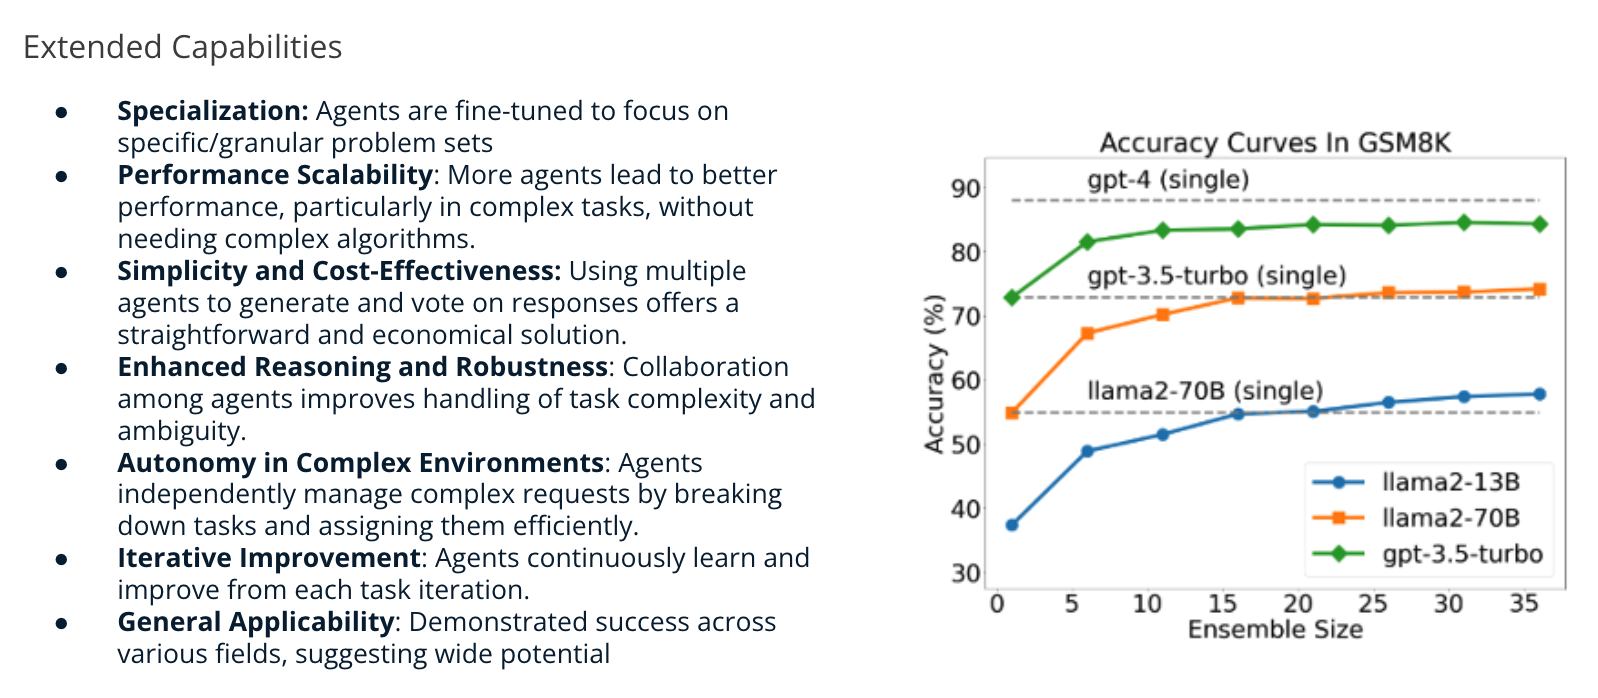 Extended Capabilities
● Specialization: Agents are fine-tuned to focus on
specific/granular problem sets
● Performance Scalability: More agents lead to better
performance, particularly in complex tasks, without
needing complex algorithms.
● Simplicity and Cost-Effectiveness: Using multiple
agents to generate and vote on responses offers a
straightforward and economical solution.
● Enhanced Reasoning and Robustness: Collaboration
among agents improves handling of task complexity and
ambiguity.
● Autonomy in Complex Environments: Agents
independently manage complex requests by breaking
down tasks and assigning them efficiently.
● Iterative Improvement: Agents continuously learn and
improve from each task iteration.
● General Applicability: Demonstrated success across
various fields, suggesting wide potential
Accuracy Curves In GSM8K
Accuracy (%)
90
80
70
60
50
40
30
gpt-4 (single)
gpt-3.5-turbo (single)
llama2-70B (single)
llama2-13B
llama2-70B
gpt-3.5-turbo
0 5 10 15 20 25 30 35
Ensemble Size